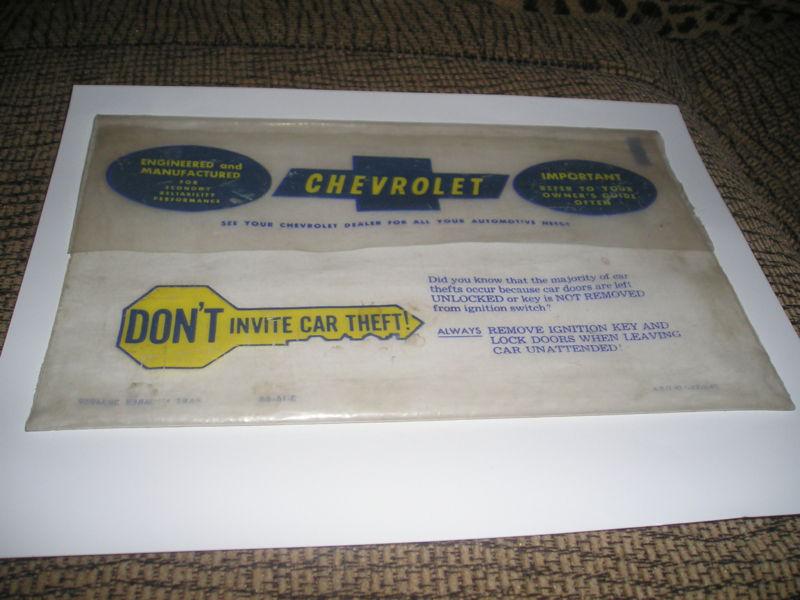 ENGINEERED and
MANUFACTURED
FOR
ECONOMY
RELIABILITY
PERFORMANCE
CHEVROLET
IMPORTANT
REFER TO YOUR
OWNER'S GUIDE
OFTEN
SEE YOUR CHEVROLET DEALER FOR ALL YOUR AUTOMOTIVE NEEDS
DON'T INVITE CAR THEFT!
Did you know that the majority of car
thefts occur because car doors are left
UNLOCKED or key is NOT REMOVED
from ignition switch?
ALWAYS REMOVE IGNITION KEY AND
LOCK DOORS WHEN LEAVING
CAR UNATTENDED!
PART NUMBER